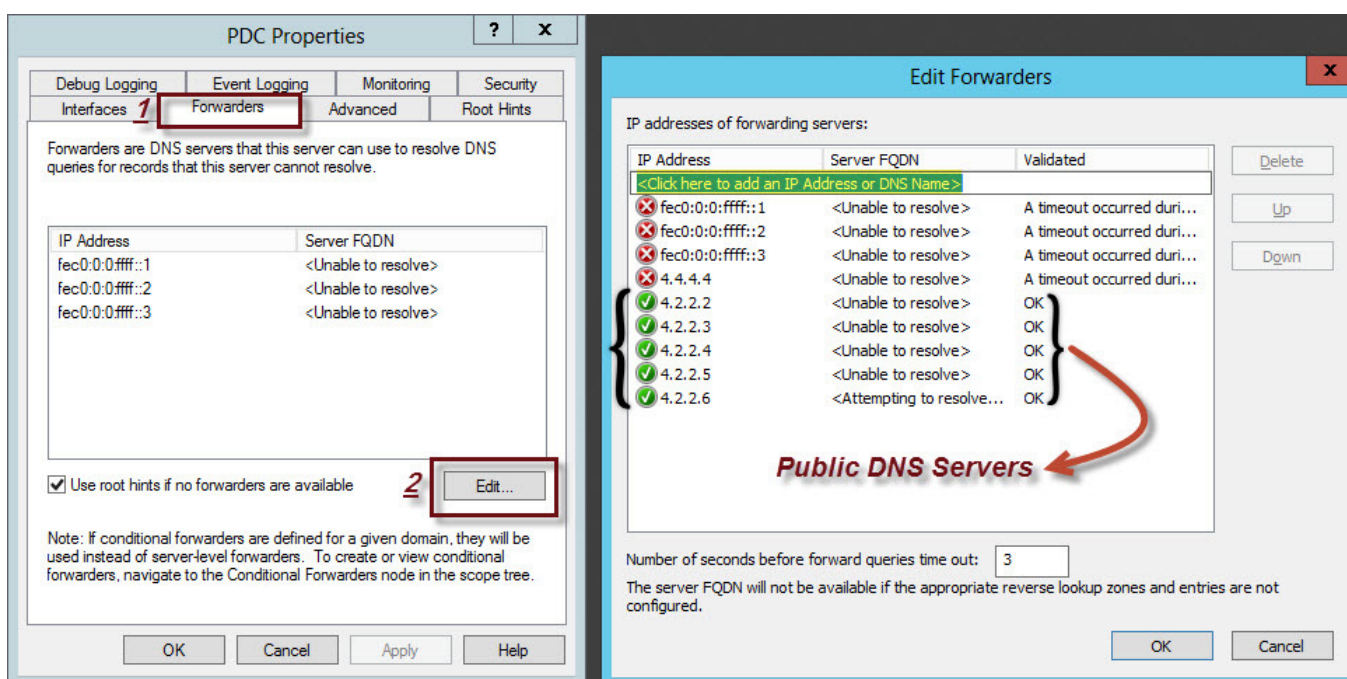 PDC Properties
? x
Debug Logging Event Logging Monitoring Security
Interfaces 1 Forwarders Advanced Root Hints
Forwarders are DNS servers that this server can use to resolve DNS
queries for records that this server cannot resolve.
IP Address Server FQDN
fec0:0:0:ffff::1 <Unable to resolve>
fec0:0:0:ffff::2 <Unable to resolve>
fec0:0:0:ffff::3 <Unable to resolve>
Use root hints if no forwarders are available 2 Edit...
Note: If conditional forwarders are defined for a given domain, they will be
used instead of server-level forwarders. To create or view conditional
forwarders, navigate to the Conditional Forwarders node in the scope tree.
OK Cancel Apply Help
Edit Forwarders
x
IP addresses of forwarding servers:
IP Address Server FQDN Validated
<Click here to add an IP Address or DNS Name>
fec0:0:0:ffff::1 <Unable to resolve> A timeout occurred duri...
fec0:0:0:ffff::2 <Unable to resolve> A timeout occurred duri...
fec0:0:0:ffff::3 <Unable to resolve> A timeout occurred duri...
4.4.4.4 <Unable to resolve> A timeout occurred duri...
4.2.2.2 <Unable to resolve> OK
4.2.2.3 <Unable to resolve> OK
4.2.2.4 <Unable to resolve> OK
4.2.2.5 <Unable to resolve> OK
4.2.2.6 <Attempting to resolve... OK
Delete
Up
Down
Public DNS Servers
Number of seconds before forward queries time out: 3
The server FQDN will not be available if the appropriate reverse lookup zones and entries are not
configured.
OK Cancel